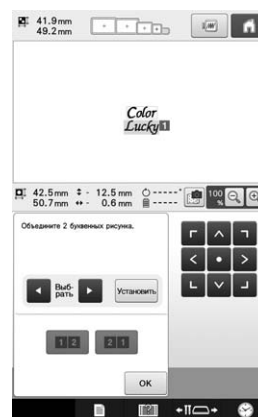 41.9mm
49.2mm
Color
Lucky 1
42.5mm 12.5mm -----°
50.7mm 0.6mm -----
100 %
Объедините 2 буквенных рисунка.
Выб-
рать
Установить
1 2
2 1
OK